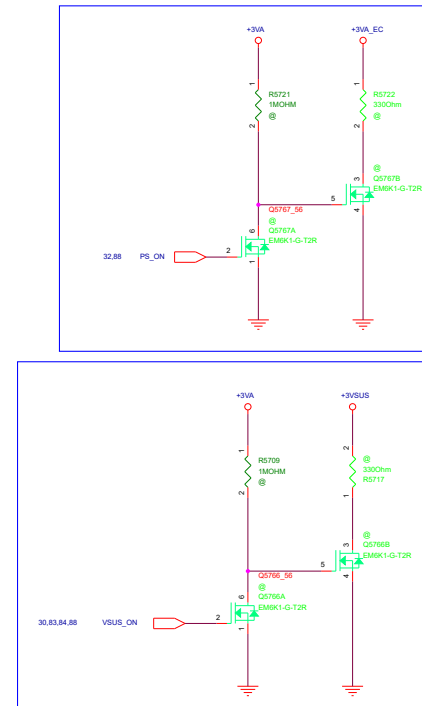 +3VA
+3VA_EC
1
1
R5721
1MOHM
@
R5722
330Ohm
@
2
2
@
Q5767B
EM6K1-G-T2R
3
5
4
Q5767_56
@
Q5767A
EM6K1-G-T2R
6
32,88
PS_ON
2
1
+3VA
+3VSUS
1
2
R5709
1MOHM
@
@
330Ohm
R5717
2
1
@
Q5766B
EM6K1-G-T2R
3
5
4
Q5766_56
@
Q5766A
EM6K1-G-T2R
6
30,83,84,88
VSUS_ON
2
1